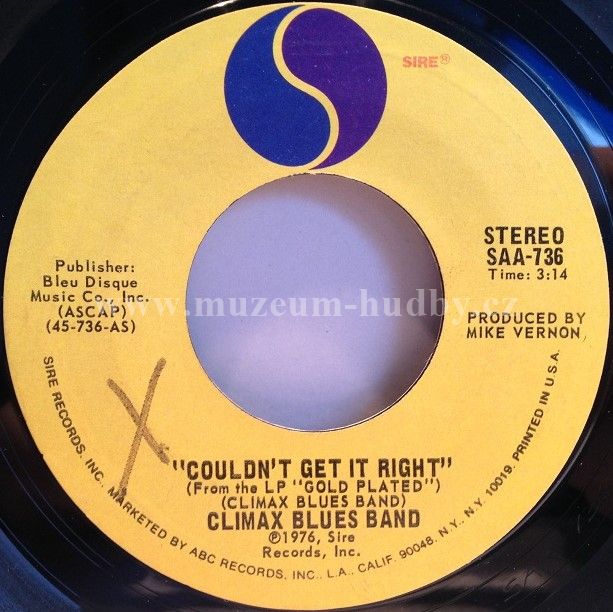 SIRE®
STEREO
SAA-736
Time: 3:14
Publisher:
Bleu Disque
Music Co., Inc.
(ASCAP)
(45-736-AS)
www.muzeum-hudby.cz
PRODUCED BY
MIKE VERNON
X
"COULDN'T GET IT RIGHT"
(From the LP "GOLD PLATED")
(CLIMAX BLUES BAND)
CLIMAX BLUES BAND
℗1976, Sire
Records, Inc.
SIRE RECORDS, INC., MARKETED BY ABC RECORDS, INC., L.A., CALIF. 90048. N.Y., N.Y. 10019. PRINTED IN U.S.A.